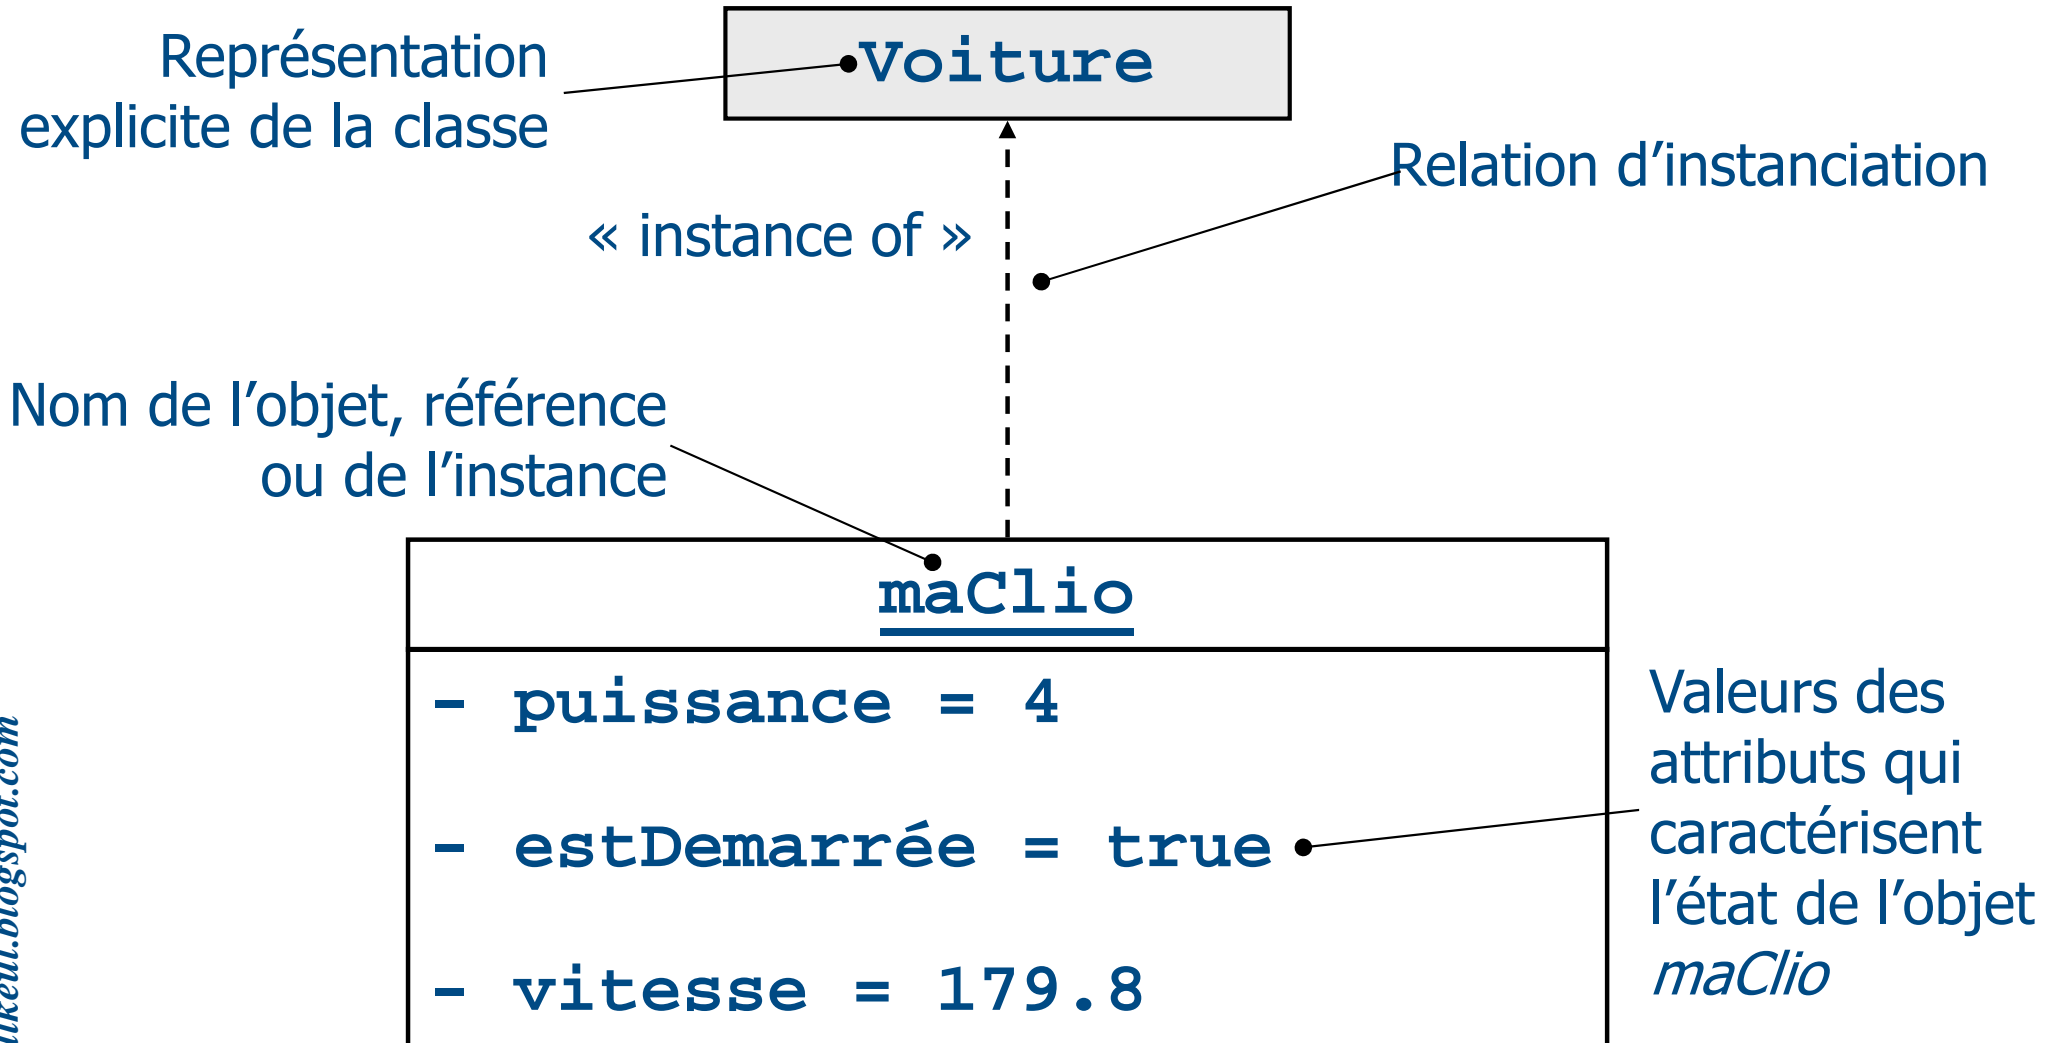 Voiture
Représentation
explicite de la classe
Relation d’instanciation
« instance of »
Nom de l’objet, référence
ou de l’instance
maClio
- puissance = 4
- estDemarrée = true
- vitesse = 179.8
Valeurs des
attributs qui
caractérisent
l’état de l’objet
maClio